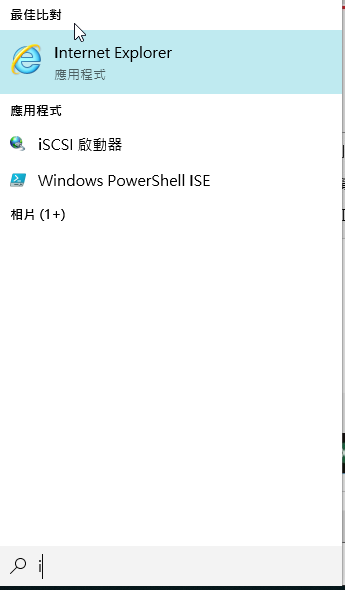 最佳比對
Internet Explorer
應用程式
應用程式
iSCSI 啟動器
Windows PowerShell ISE
相片 (1+)
i